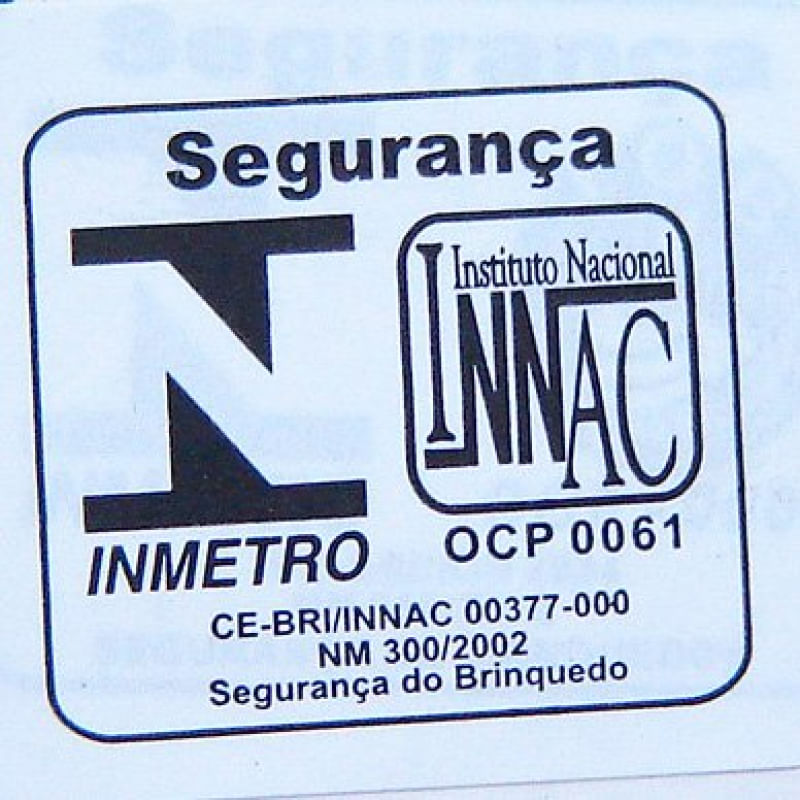 Segurança
Instituto Nacional
INNAC
INMETRO
OCP 0061
CE-BRI/INNAC 00377-000
NM 300/2002
Segurança do Brinquedo